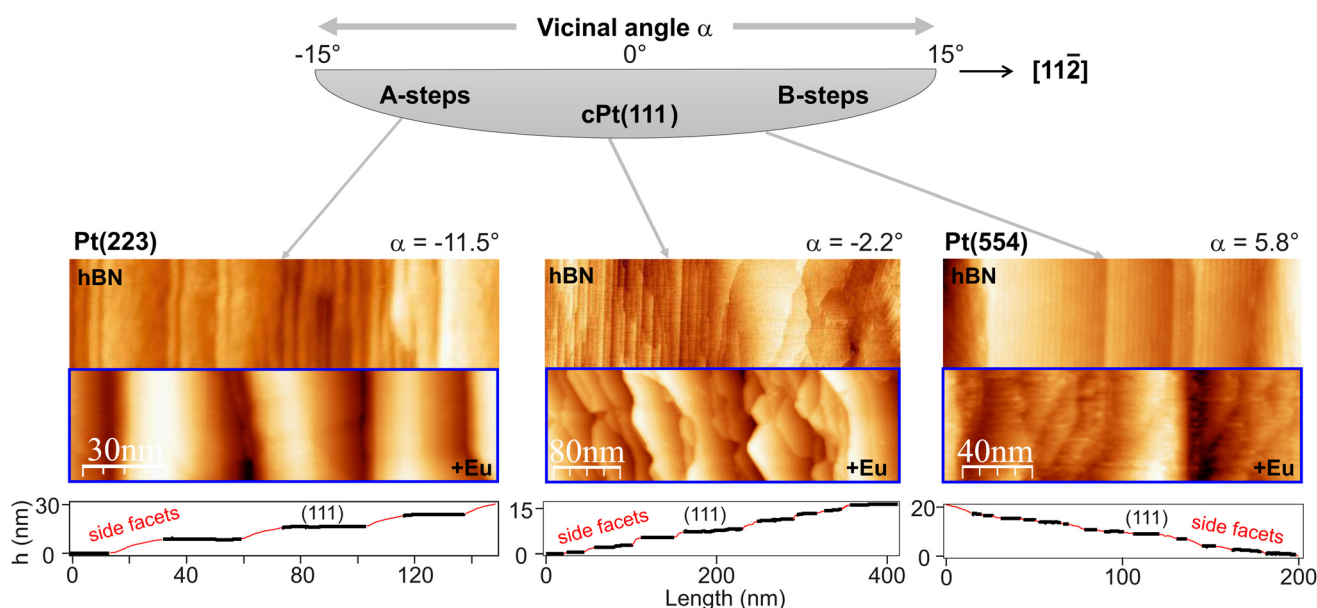 Vicinal angle α
-15° 0° 15°
[112̄]
A-steps B-steps
cPt(111)
Pt(223) α = -11.5°
hBN
30nm
+Eu
α = -2.2°
hBN
80nm
+Eu
Pt(554) α = 5.8°
hBN
40nm
+Eu
h (nm)
30
0
side facets
(111)
0 40 80 120
15
0
side facets
(111)
0 200 400
20
0
(111)
side facets
0 100 200
Length (nm)